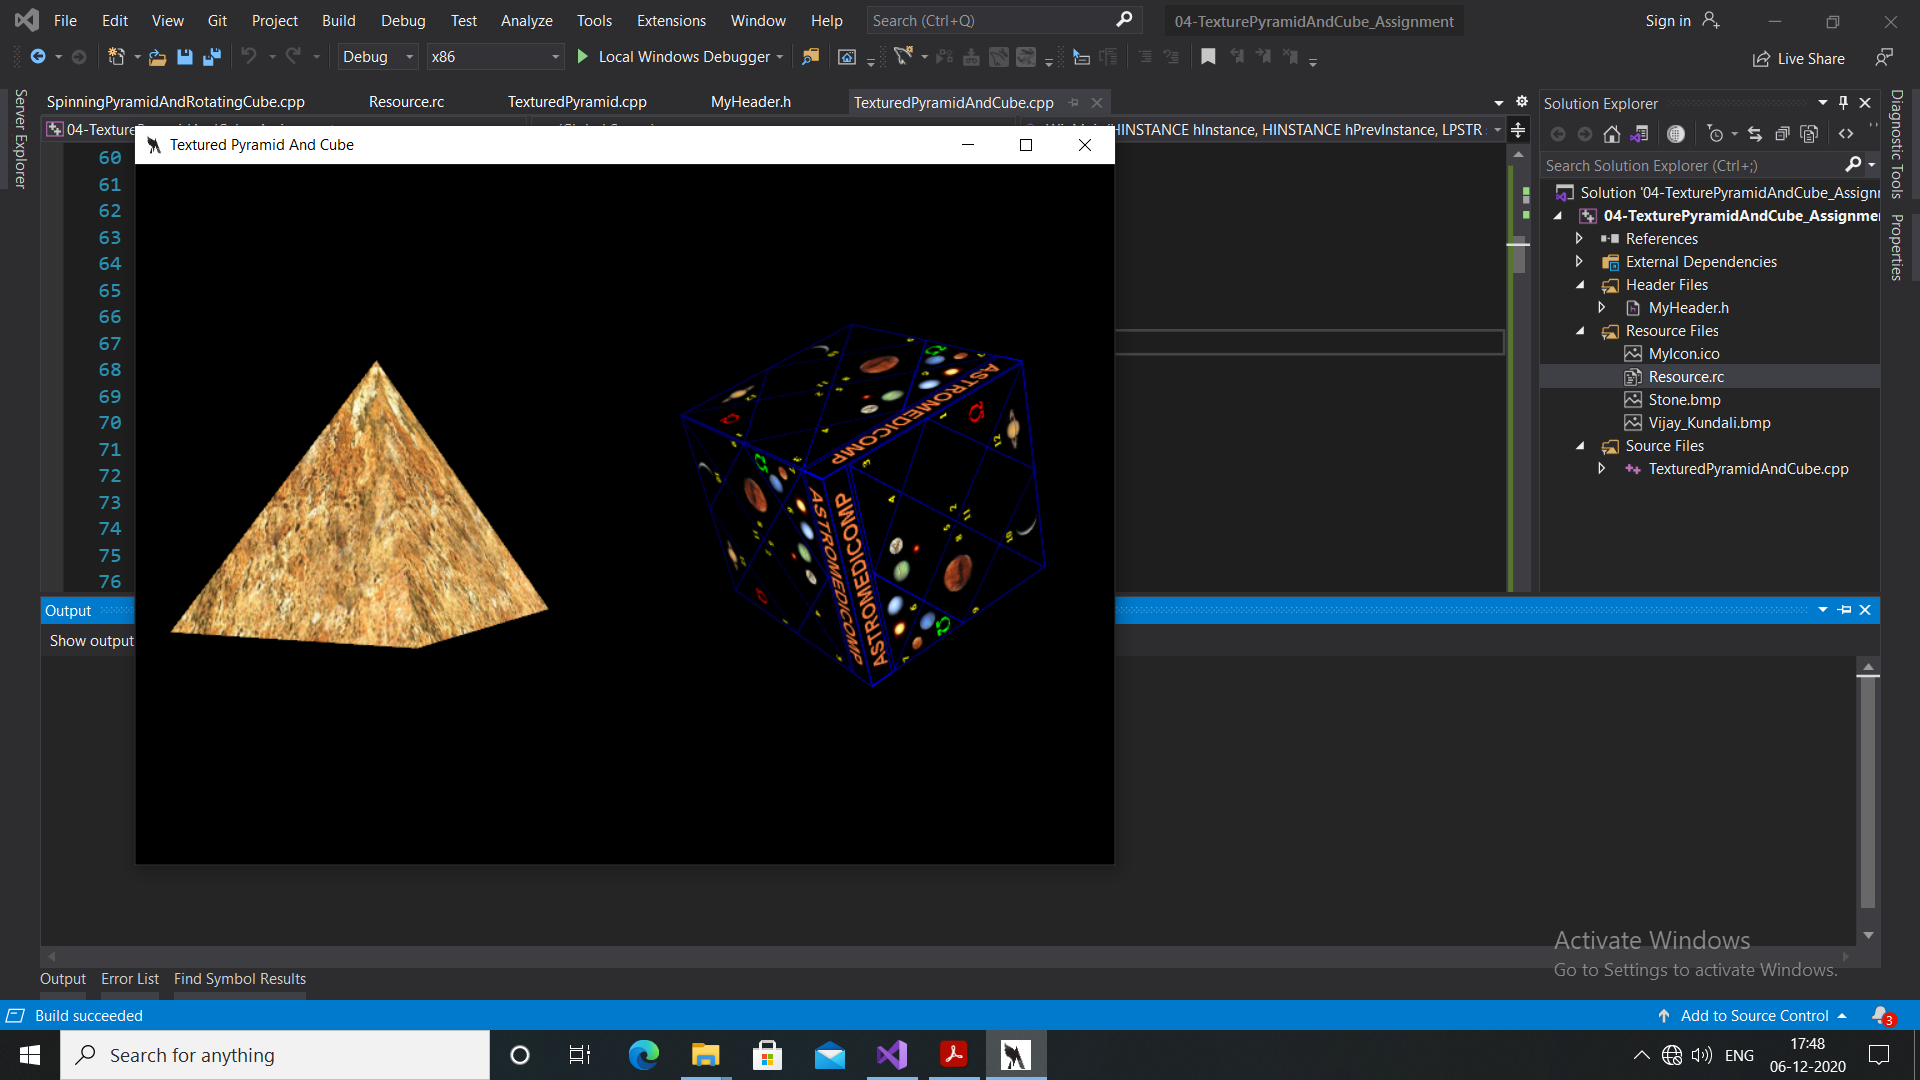 File Edit View Git Project Build Debug Test Analyze Tools Extensions Window Help Search (Ctrl+Q) 04-TexturePyramidAndCube_Assignment Sign in
Debug x86 Local Windows Debugger Live Share
SpinningPyramidAndRotatingCube.cpp Resource.rc TexturedPyramid.cpp MyHeader.h TexturedPyramidAndCube.cpp
Solution Explorer
04-Texture HINSTANCE hInstance, HINSTANCE hPrevInstance, LPSTR
Textured Pyramid And Cube
Server Explorer
Diagnostic Tools
Properties
Search Solution Explorer (Ctrl+;)
Solution '04-TexturePyramidAndCube_Assign
04-TexturePyramidAndCube_Assignme
References
External Dependencies
Header Files
MyHeader.h
Resource Files
MyIcon.ico
Resource.rc
Stone.bmp
Vijay_Kundali.bmp
Source Files
TexturedPyramidAndCube.cpp
60
61
62
63
64
65
66
67
68
69
70
71
72
73
74
75
76
ASTROMEDICOMP
ASTROMEDICOMP
ASTROMEDICOMP
Output
Show output
Activate Windows
Go to Settings to activate Windows.
Output Error List Find Symbol Results
Build succeeded
Add to Source Control
3
Search for anything
ENG
17:48
06-12-2020